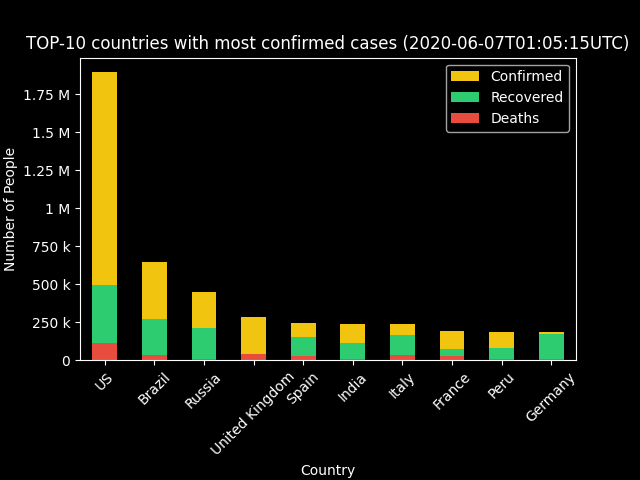 TOP-10 countries with most confirmed cases (2020-06-07T01:05:15UTC)
Confirmed
Recovered
Deaths
1.75 M
1.5 M
1.25 M
1 M
750 k
500 k
250 k
0
Number of People
US
Brazil
Russia
United Kingdom
Spain
India
Italy
France
Peru
Germany
Country